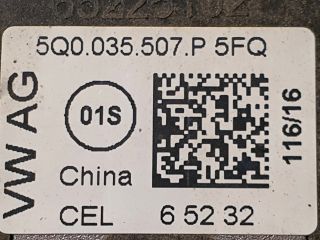 5Q0.035.507.P 5FQ
VW AG
01S
116/16
China
CEL 6 52 32